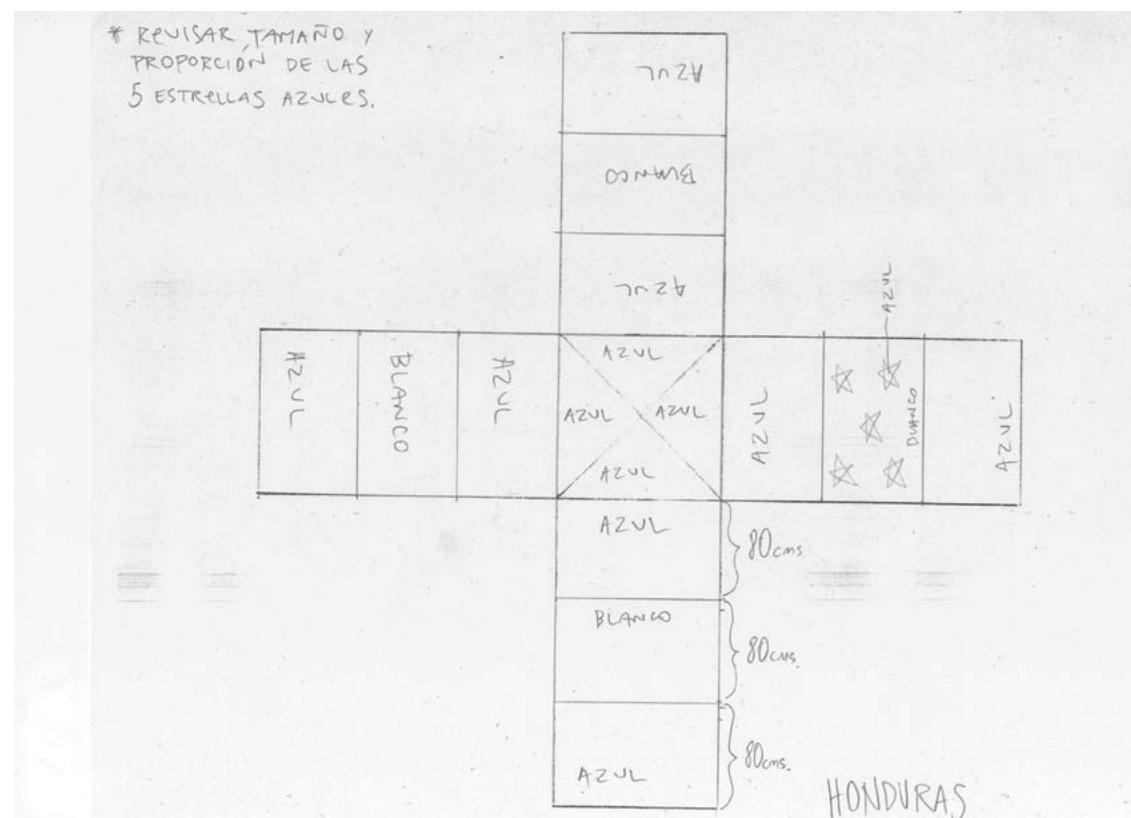 * REVISAR TAMAÑO Y
PROPORCIÓN DE LAS
5 ESTRELLAS AZULES.
AZUL
BLANCO
AZUL
AZUL
BLANCO
AZUL
AZUL
AZUL
AZUL
AZUL
AZUL
AZUL
BLANCO
AZUL
AZUL
80cms
BLANCO
80cms.
AZUL
80cms.
HONDURAS